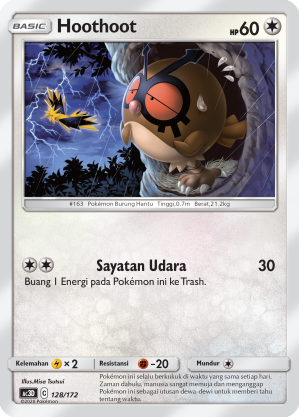 BASIC Hoothoot HP60
#163 Pokémon Burung Hantu Tinggi,0.7m Berat,21.2kg
Sayatan Udara 30
Buang 1 Energi pada Pokémon ini ke Trash.
Kelemahan ×2 Resistansi -20 Mundur
Illus.Misa Tsutsui
ac3D C 128/172
Pokémon ini selalu berkukuk di waktu yang sama setiap hari.
Zaman dahulu, manusia sangat memuja dan menganggap
Pokémon ini sebagai utusan dewa-dewi untuk memberi tahu
waktu tentang banyak hal.